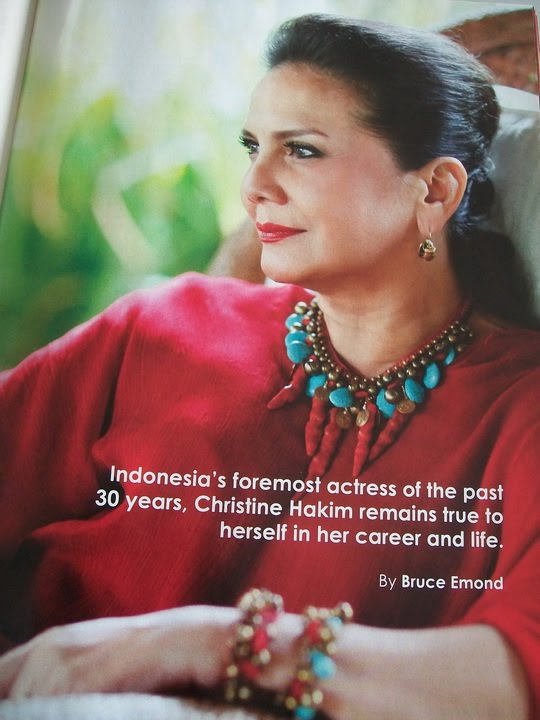 Indonesia's foremost actress of the past
30 years, Christine Hakim remains true to
herself in her career and life.
By Bruce Emond